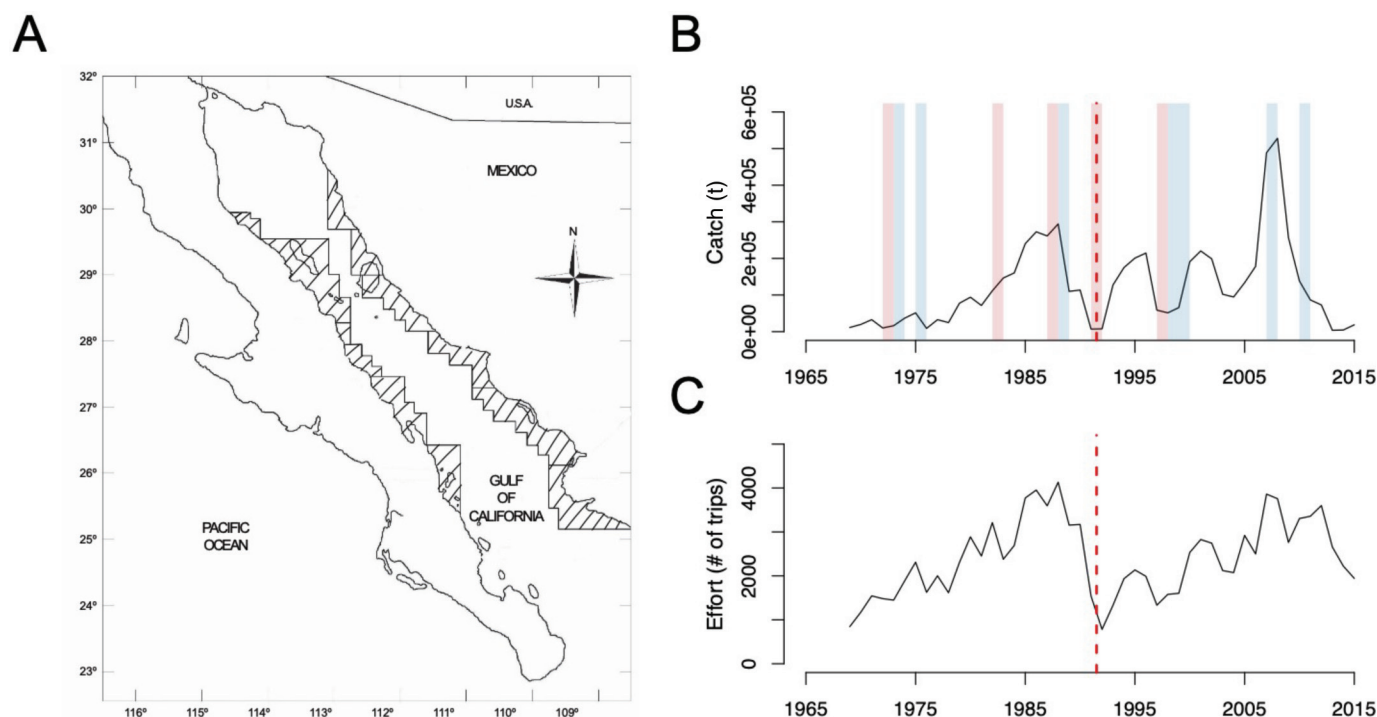 A
32°
31°
30°
29°
28°
27°
26°
25°
24°
23°
116°
115°
114°
113°
112°
111°
110°
109°
U.S.A.
MEXICO
N
GULF
OF
CALIFORNIA
PACIFIC
OCEAN
B
Catch (t)
6e+05
4e+05
2e+05
0e+00
1965
1975
1985
1995
2005
2015
C
Effort (# of trips)
4000
2000
0
1965
1975
1985
1995
2005
2015